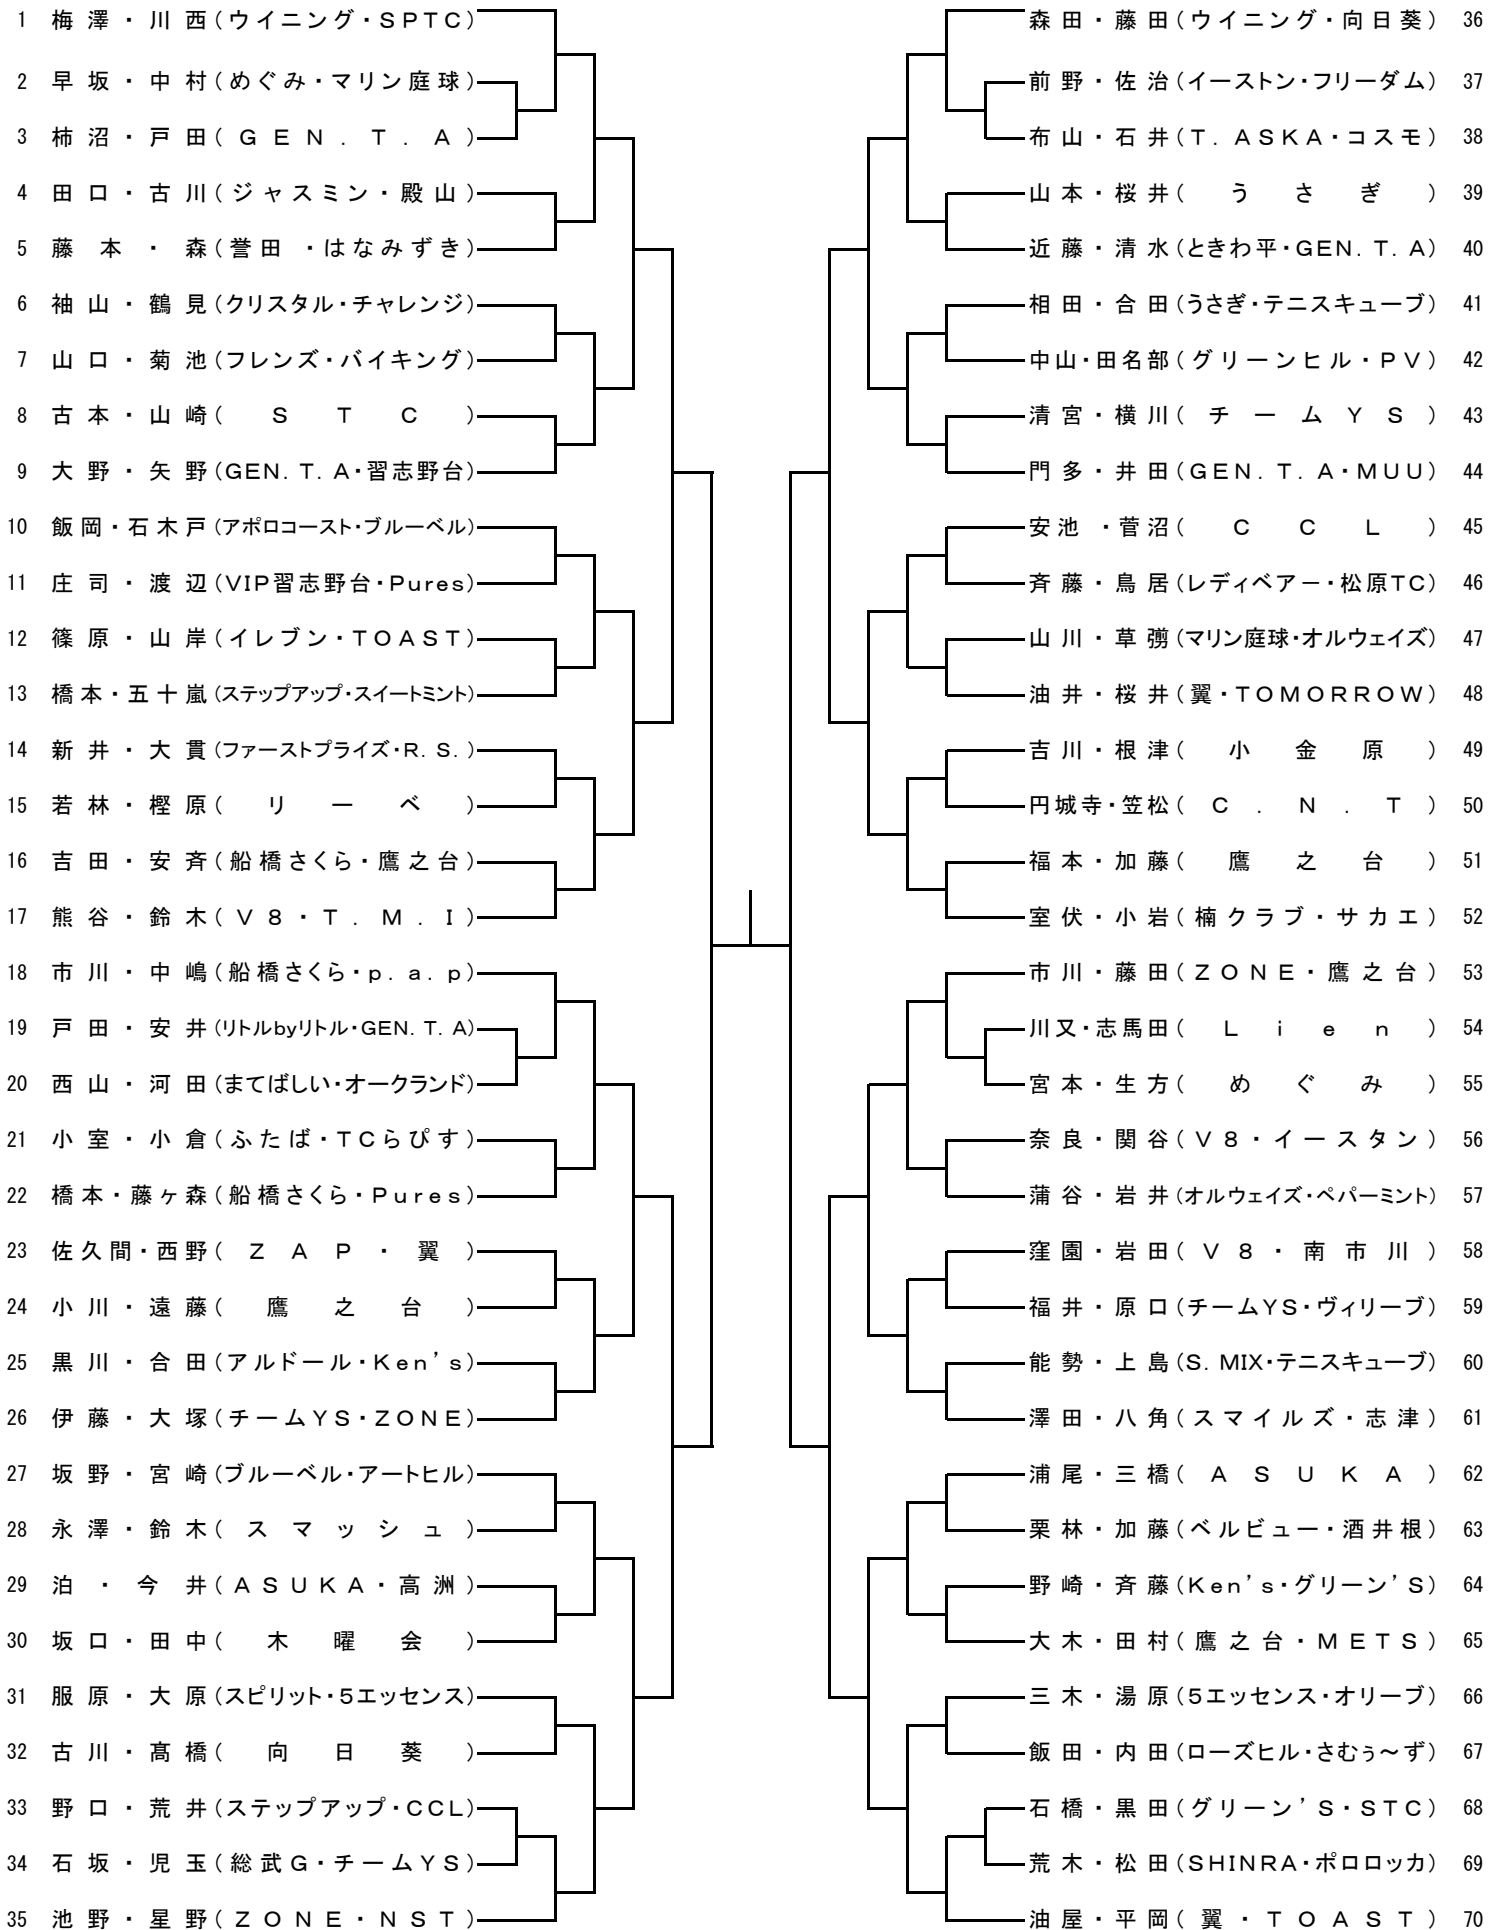 1 梅澤・川西(ウイニング・SPTC)
2 早坂・中村(めぐみ・マリン庭球)
3 柿沼・戸田(GEN.T.A)
4 田口・古川(ジャスミン・殿山)
5 藤本・森(誉田・はなみずき)
6 袖山・鶴見(クリスタル・チャレンジ)
7 山口・菊池(フレンズ・バイキング)
8 古本・山崎(STC)
9 大野・矢野(GEN.T.A・習志野台)
10 飯岡・石木戸(アポロコースト・ブルーベル)
11 庄司・渡辺(VIP習志野台・Pures)
12 篠原・山岸(イレブン・TOAST)
13 橋本・五十嵐(ステップアップ・スイートミント)
14 新井・大貫(ファーストプライズ・R.S.)
15 若林・樫原(リーベ)
16 吉田・安斉(船橋さくら・鷹之台)
17 熊谷・鈴木(V8・T.M.I)
18 市川・中嶋(船橋さくら・p.a.p)
19 戸田・安井(リトルbyリトル・GEN.T.A)
20 西山・河田(まてばしい・オークランド)
21 小室・小倉(ふたば・TCらぴす)
22 橋本・藤ヶ森(船橋さくら・Pures)
23 佐久間・西野(ZAP・翼)
24 小川・遠藤(鷹之台)
25 黒川・合田(アルドール・Ken's)
26 伊藤・大塚(チームYS・ZONE)
27 坂野・宮崎(ブルーベル・アートヒル)
28 永澤・鈴木(スマッシュ)
29 泊・今井(ASUKA・高洲)
30 坂口・田中(木曜会)
31 服原・大原(スピリット・5エッセンス)
32 古川・髙橋(向日葵)
33 野口・荒井(ステップアップ・CCL)
34 石坂・児玉(総武G・チームYS)
35 池野・星野(ZONE・NST)
森田・藤田(ウイニング・向日葵) 36
前野・佐治(イーストン・フリーダム) 37
布山・石井(T.ASKA・コスモ) 38
山本・桜井(うさぎ) 39
近藤・清水(ときわ平・GEN.T.A) 40
相田・合田(うさぎ・テニスキューブ) 41
中山・田名部(グリーンヒル・PV) 42
清宮・横川(チームYS) 43
門多・井田(GEN.T.A・MUU) 44
安池・菅沼(CCL) 45
斉藤・鳥居(レディベアー・松原TC) 46
山川・草彅(マリン庭球・オルウェイズ) 47
油井・桜井(翼・TOMORROW) 48
吉川・根津(小金原) 49
円城寺・笠松(C.N.T) 50
福本・加藤(鷹之台) 51
室伏・小岩(楠クラブ・サカエ) 52
市川・藤田(ZONE・鷹之台) 53
川又・志馬田(Lien) 54
宮本・生方(めぐみ) 55
奈良・関谷(V8・イースタン) 56
蒲谷・岩井(オルウェイズ・ペパーミント) 57
窪園・岩田(V8・南市川) 58
福井・原口(チームYS・ヴィリーブ) 59
能勢・上島(S.MIX・テニスキューブ) 60
澤田・八角(スマイルズ・志津) 61
浦尾・三橋(ASUKA) 62
栗林・加藤(ベルビュー・酒井根) 63
野崎・斉藤(Ken's・グリーン'S) 64
大木・田村(鷹之台・METS) 65
三木・湯原(5エッセンス・オリーブ) 66
飯田・内田(ローズヒル・さむぅ~ず) 67
石橋・黒田(グリーン'S・STC) 68
荒木・松田(SHINRA・ポロロッカ) 69
油屋・平岡(翼・TOAST) 70